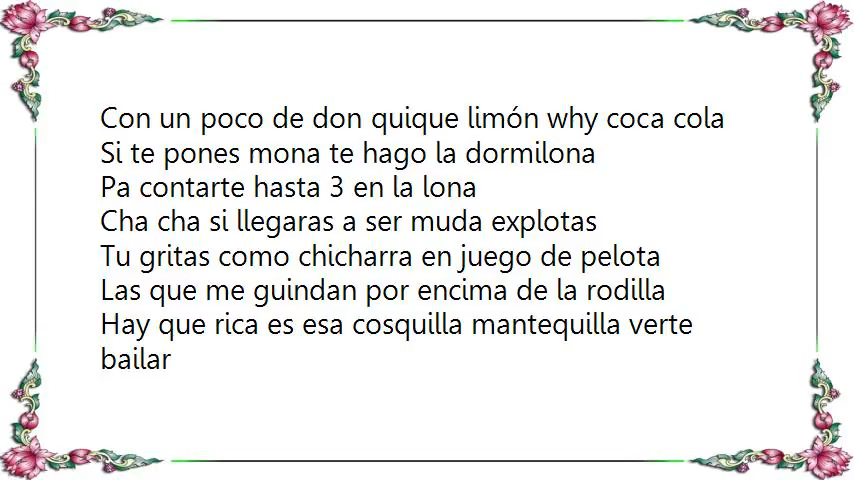 Con un poco de don quique limón why coca cola
Si te pones mona te hago la dormilona
Pa contarte hasta 3 en la lona
Cha cha si llegaras a ser muda explotas
Tu gritas como chicharra en juego de pelota
Las que me guindan por encima de la rodilla
Hay que rica es esa cosquilla mantequilla verte
bailar